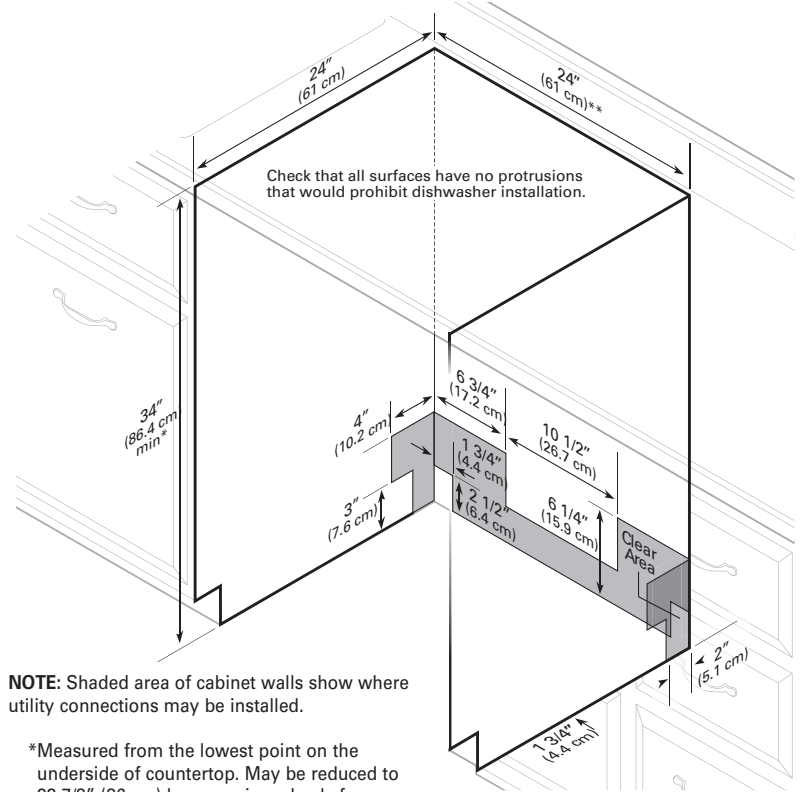 24"
(61 cm)
24"
(61 cm)**
Check that all surfaces have no protrusions
that would prohibit dishwasher installation.
34"
(86.4 cm)
min*
4"
(10.2 cm)
6 3/4"
(17.2 cm)
10 1/2"
(26.7 cm)
1 3/4"
(4.4 cm)
2 1/2"
(6.4 cm)
6 1/4"
(15.9 cm)
3"
(7.6 cm)
Clear
Area
2"
(5.1 cm)
1 3/4"
(4.4 cm)
NOTE: Shaded area of cabinet walls show where
utility connections may be installed.
*Measured from the lowest point on the
underside of countertop. May be reduced to